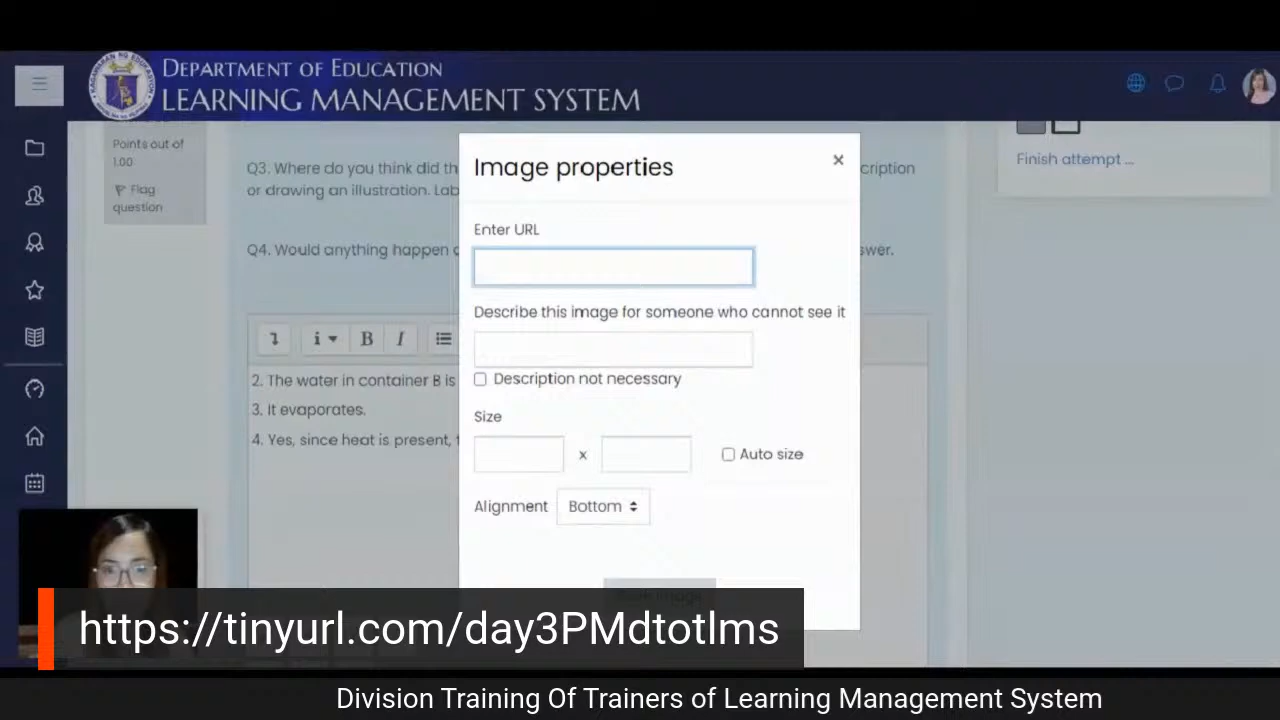 DEPARTMENT OF EDUCATION
LEARNING MANAGEMENT SYSTEM
Points out of
1.00
Flag
question
Q3. Where do you think did th
cription
or drawing an illustration. Lab
Q4. Would anything happen
swer.
Image properties
×
Enter URL
Describe this image for someone who cannot see it
Description not necessary
Size
x
Auto size
Alignment
Bottom
Finish attempt ...
i B I
2. The water in container B is
3. It evaporates.
4. Yes, since heat is present,
https://tinyurl.com/day3PMdtotlms
Division Training Of Trainers of Learning Management System